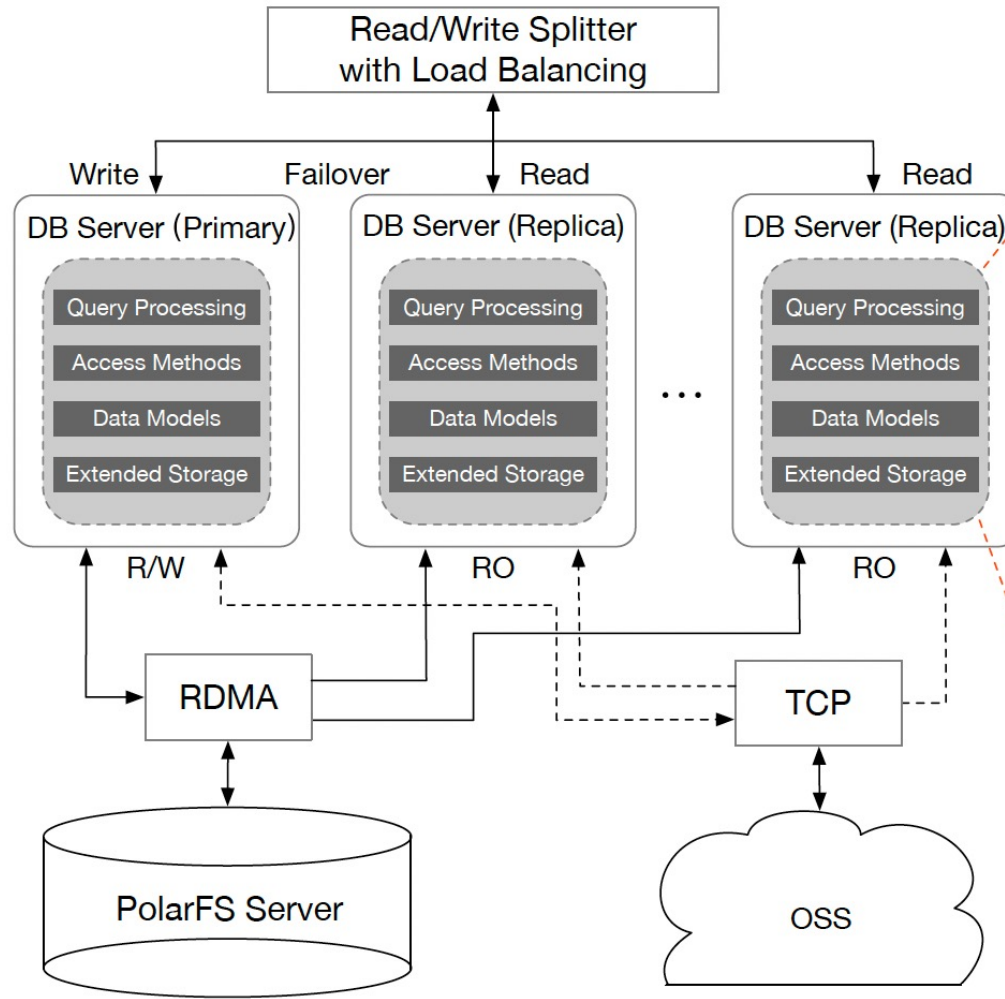 Read/Write Splitter
with Load Balancing
Write
Failover
Read
Read
DB Server (Primary)
Query Processing
Access Methods
Data Models
Extended Storage
DB Server (Replica)
Query Processing
Access Methods
Data Models
Extended Storage
...
DB Server (Replica)
Query Processing
Access Methods
Data Models
Extended Storage
R/W
RO
RO
RDMA
TCP
PolarFS Server
OSS